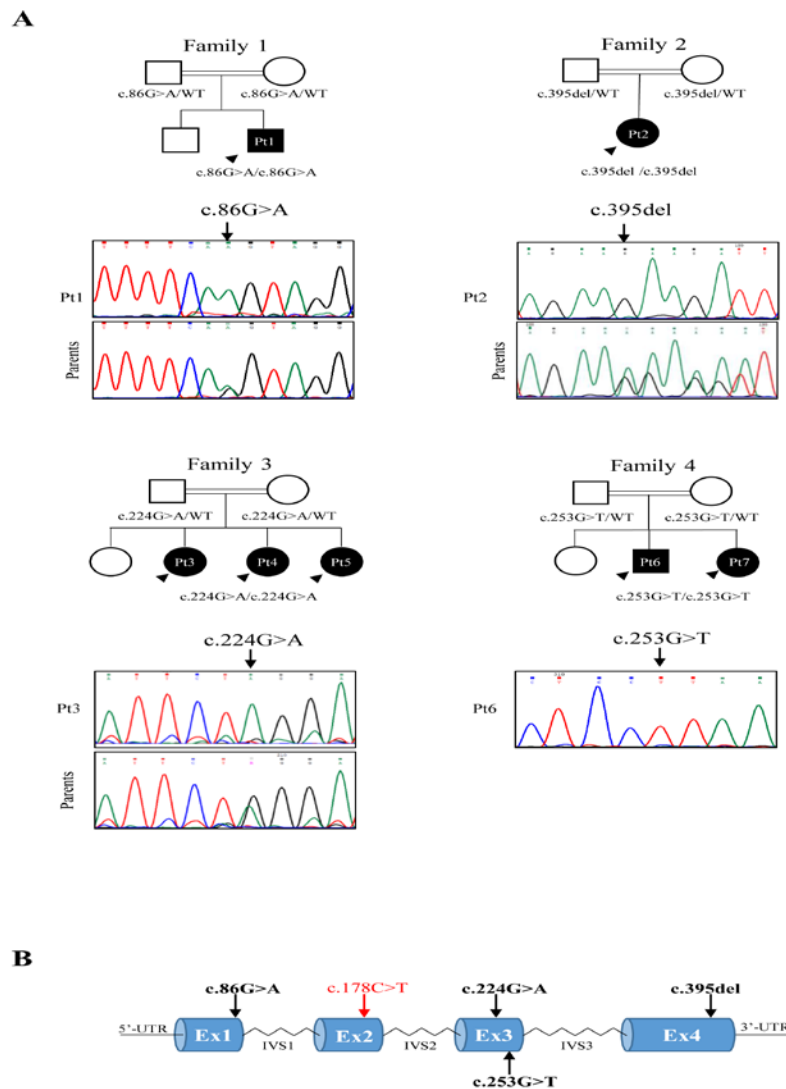 A
Family 1
c.86G>A/WT c.86G>A/WT
Pt1
c.86G>A/c.86G>A
c.86G>A
Pt1
Parents
Family 2
c.395del/WT c.395del/WT
Pt2
c.395del /c.395del
c.395del
Pt2
Parents
Family 3
c.224G>A/WT c.224G>A/WT
Pt3 Pt4 Pt5
c.224G>A/c.224G>A
c.224G>A
Pt3
Parents
Family 4
c.253G>T/WT c.253G>T/WT
Pt6 Pt7
c.253G>T/c.253G>T
c.253G>T
Pt6
B
c.86G>A c.178C>T c.224G>A c.395del
5'-UTR Ex1 IVS1 Ex2 IVS2 Ex3 IVS3 Ex4 3'-UTR
c.253G>T